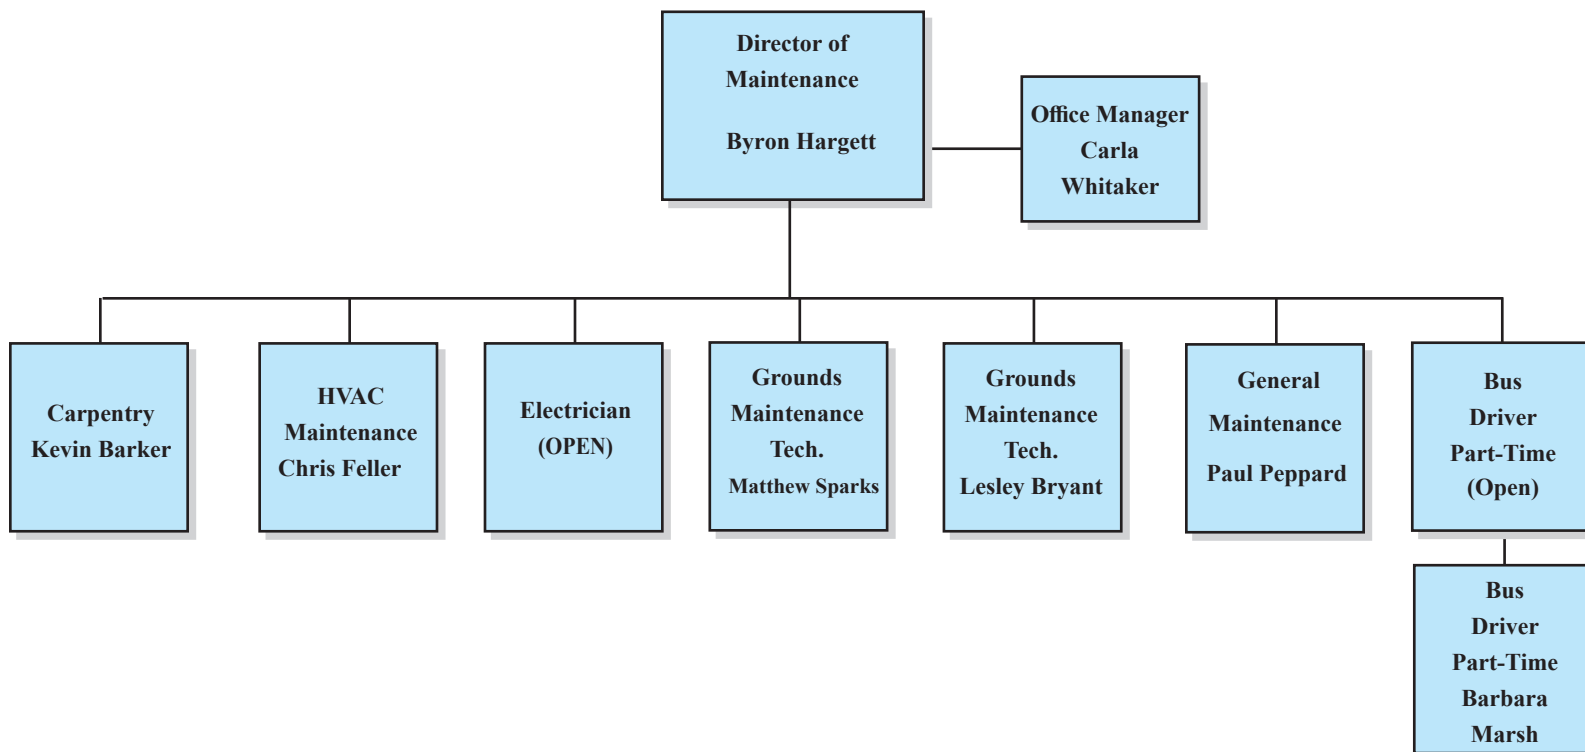 Director of
Maintenance
Byron Hargett
Office Manager
Carla
Whitaker
Carpentry
Kevin Barker
HVAC
Maintenance
Chris Feller
Electrician
(OPEN)
Grounds
Maintenance
Tech.
Matthew Sparks
Grounds
Maintenance
Tech.
Lesley Bryant
General
Maintenance
Paul Peppard
Bus
Driver
Part-Time
(Open)
Bus
Driver
Part-Time
Barbara
Marsh